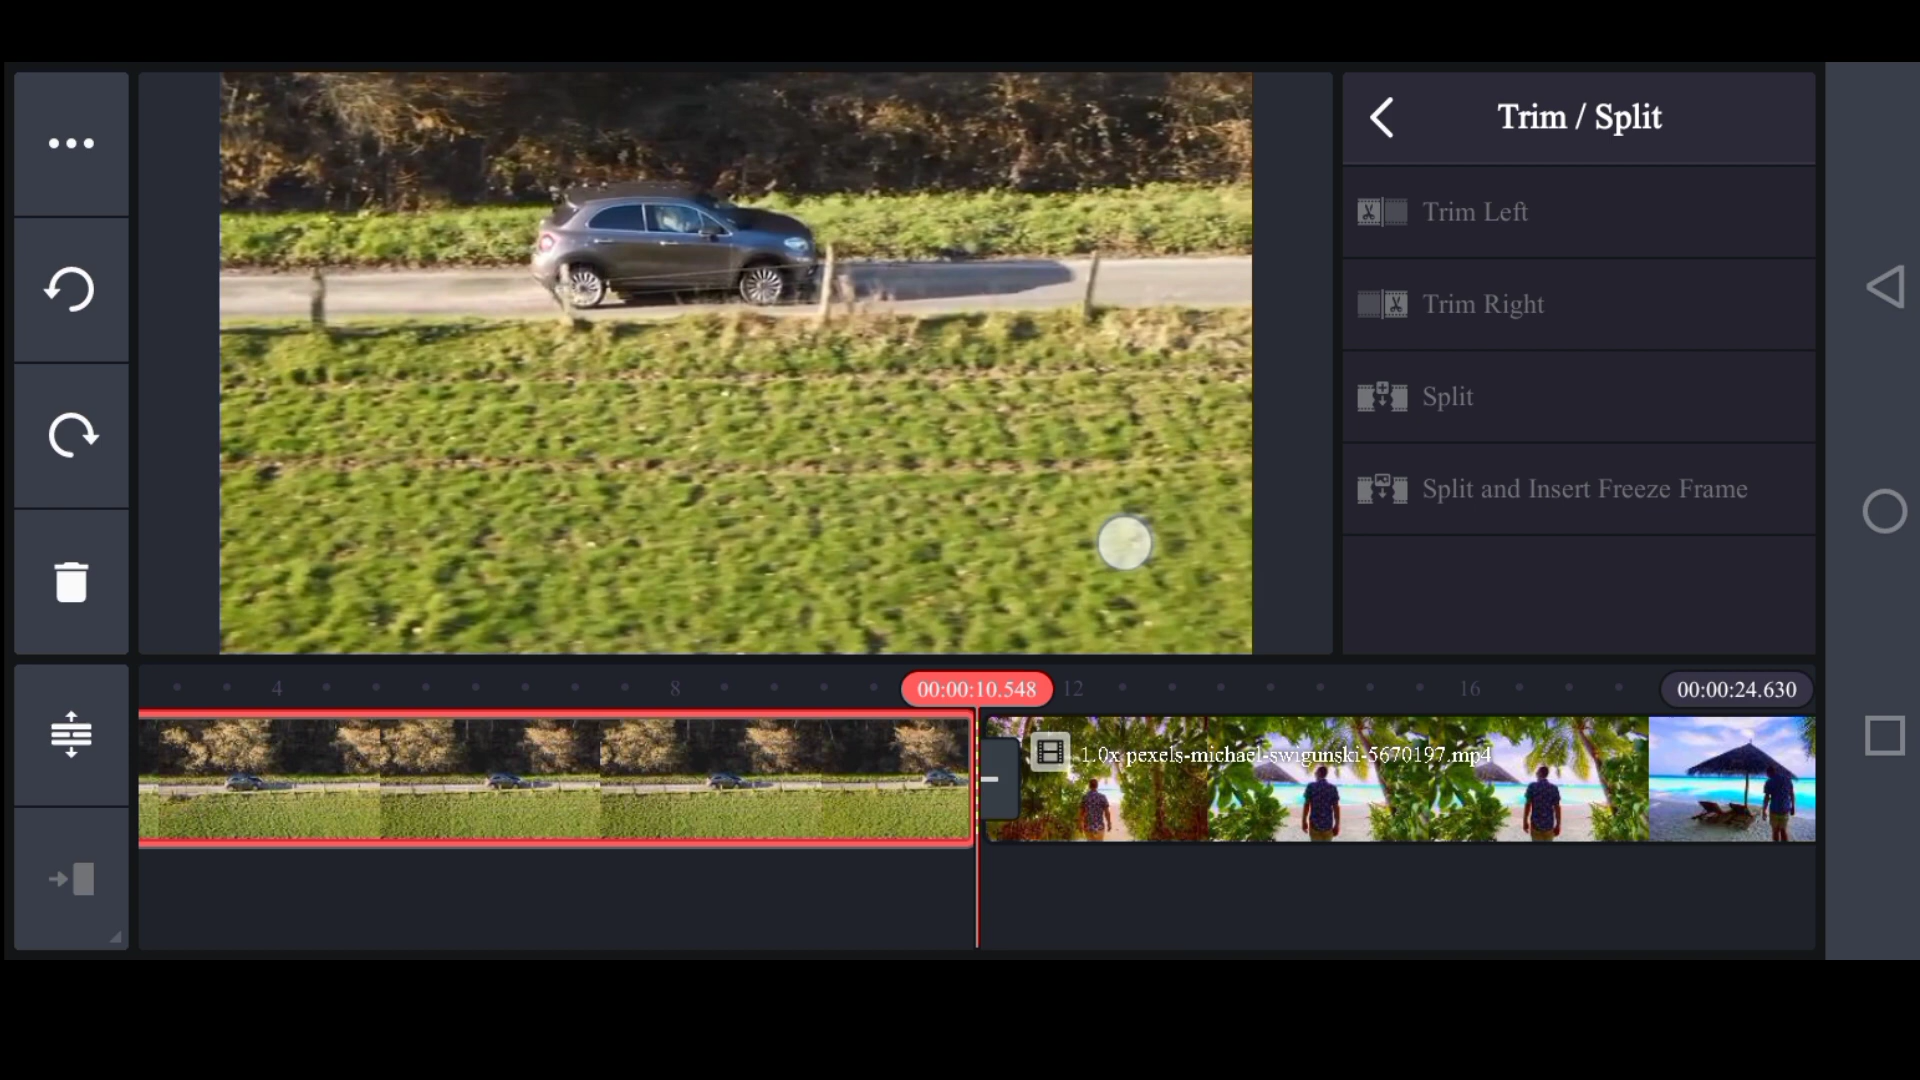 Trim / Split
Trim Left
Trim Right
Split
Split and Insert Freeze Frame
4
8
00:00:10.548
12
16
00:00:24.630
1.0x pexels-michael-swigunski-5670197.mp4